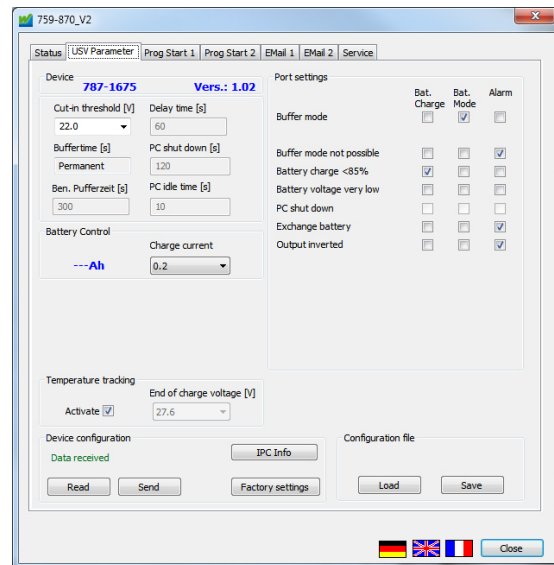 759-870_V2
Status USV Parameter Prog Start 1 Prog Start 2 EMail 1 EMail 2 Service
Device
787-1675 Vers.: 1.02
Cut-in threshold [V] Delay time [s]
22.0 60
Buffertime [s] PC shut down [s]
Permanent 120
Ben. Pufferzeit [s] PC idle time [s]
300 10
Battery Control
Charge current
---Ah 0.2
Temperature tracking
End of charge voltage [V]
Activate 27.6
Port settings
Bat. Charge Bat. Mode Alarm
Buffer mode
Buffer mode not possible
Battery charge <85%
Battery voltage very low
PC shut down
Exchange battery
Output inverted
Device configuration
Data received
IPC Info
Read Send Factory settings
Configuration file
Load Save
Close